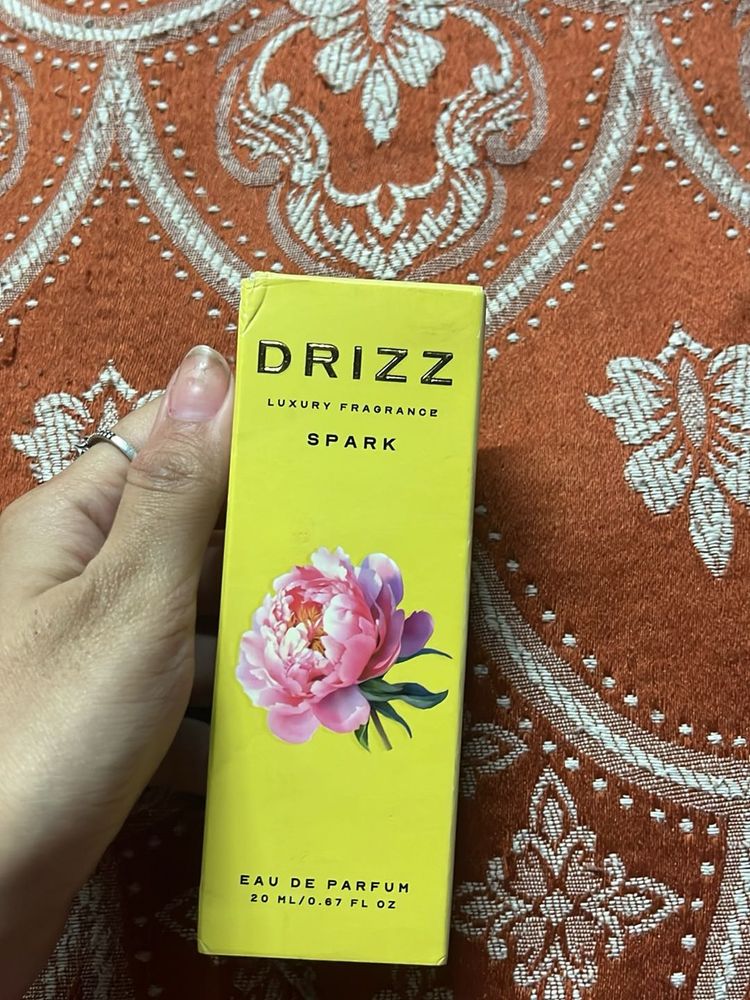 DRIZZ
LUXURY FRAGRANCE
SPARK
EAU DE PARFUM
20 ML/0.67 FL OZ